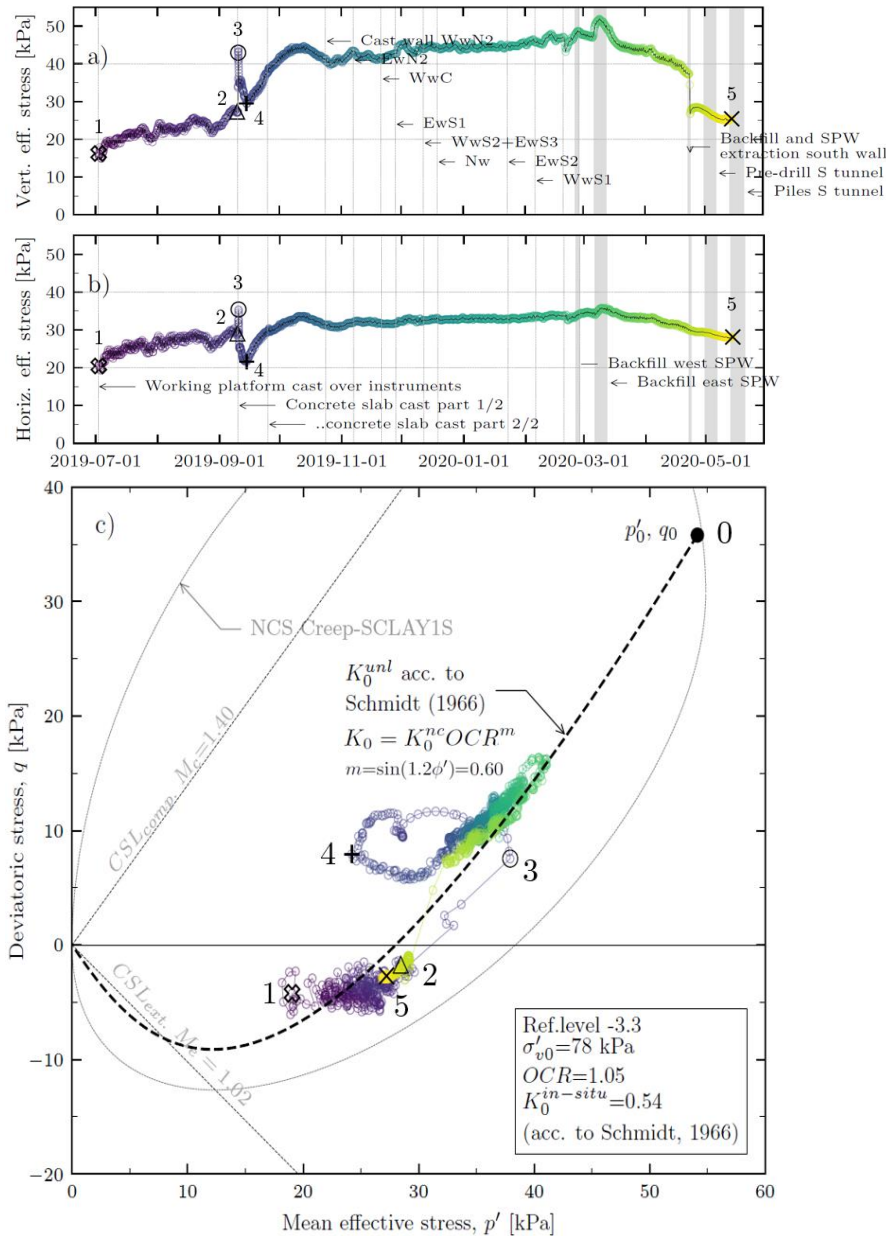 Vert. eff. stress [kPa]
50
40
30
20
10
0
a)
1
2
3
4
5
← Cast wall WwN2
← EwN2
← WwC
← EwS1
← WwS2+EwS3
← Nw
← EwS2
← WwS1
Backfill and SPW
extraction south wall
← Pre-drill S tunnel
← Piles S tunnel
Horiz. eff. stress [kPa]
50
40
30
20
10
0
b)
1
2
3
4
5
← Working platform cast over instruments
← Concrete slab cast part 1/2
← ..concrete slab cast part 2/2
Backfill west SPW
← Backfill east SPW
2019-07-01 2019-09-01 2019-11-01 2020-01-01 2020-03-01 2020-05-01
Deviatoric stress, q [kPa]
40
30
20
10
0
−10
−20
c)
p′0, q0 0
NCS Creep-SCLAY1S
K0^unl acc. to
Schmidt (1966)
K0 = K0^nc OCR^m
m=sin(1.2ϕ′)=0.60
CSLcomp. Mc=1.40
CSLext. Me = 1.02
4
3
2
1
5
Ref.level -3.3
σ′v0=78 kPa
OCR=1.05
K0^in−situ=0.54
(acc. to Schmidt, 1966)
0 10 20 30 40 50 60
Mean effective stress, p′ [kPa]